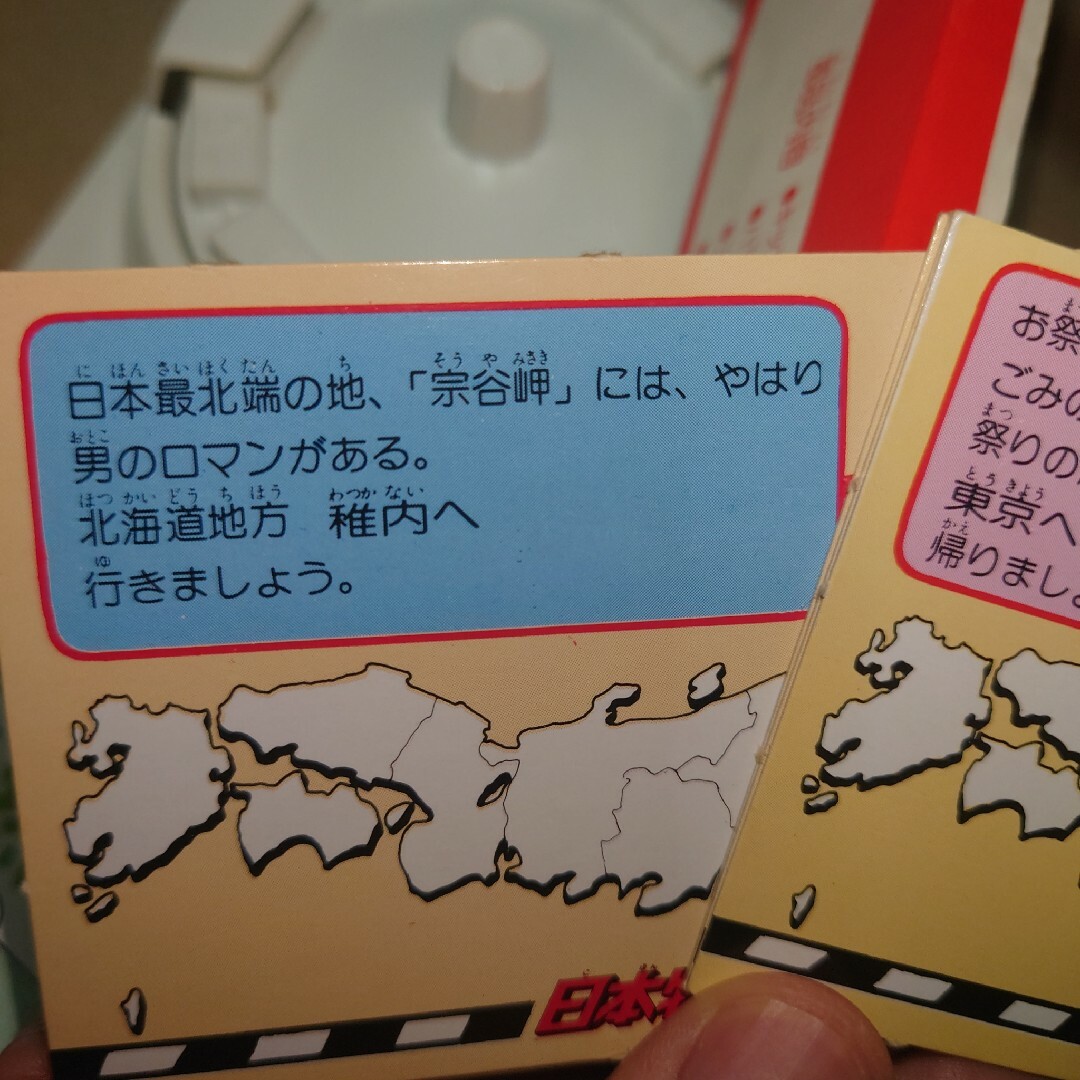 日本最北端の地、「宗谷岬」には、やはり
男のロマンがある。
北海道地方 稚内へ
行きましょう。
お祭
ごみの
祭りの
東京へ
帰りまし
日本